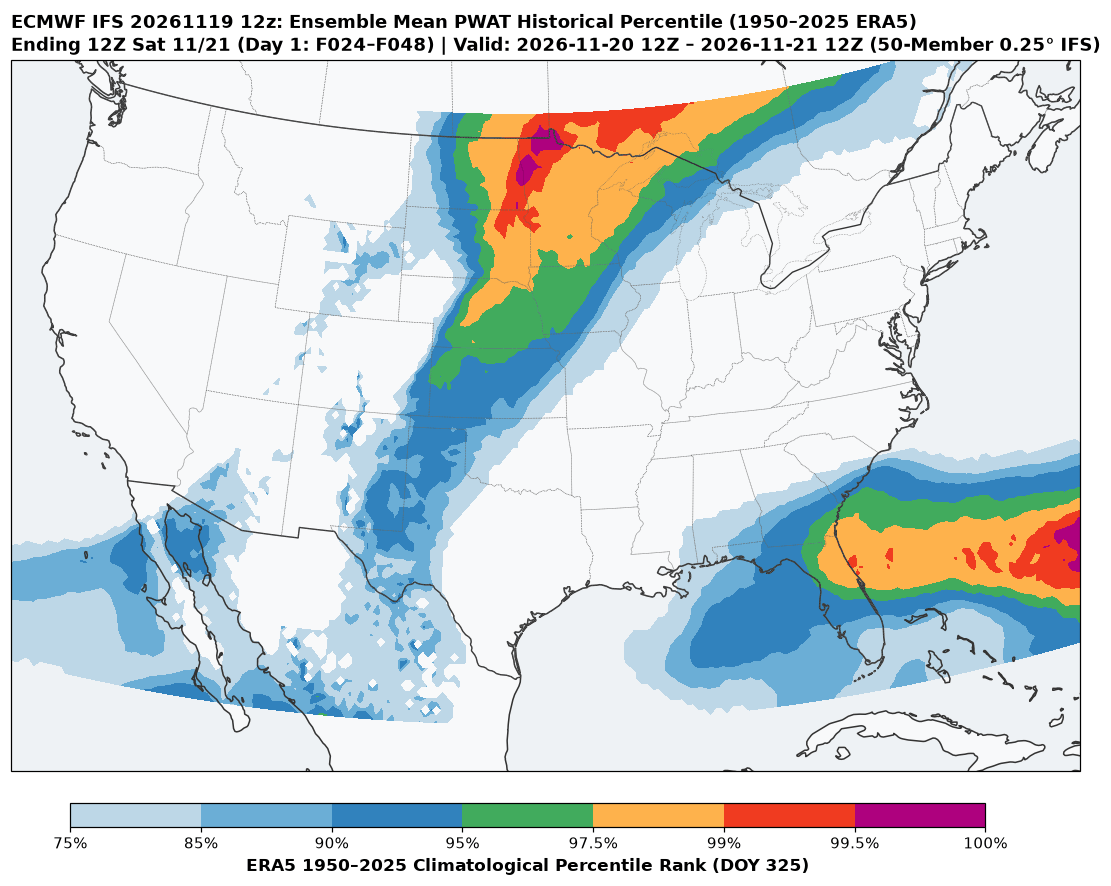 ECMWF IFS 20261119 12z: Ensemble Mean PWAT Historical Percentile (1950–2025 ERA5)
Ending 12Z Sat 11/21 (Day 1: F024–F048) | Valid: 2026-11-20 12Z – 2026-11-21 12Z (50-Member 0.25° IFS)
75% 85% 90% 95% 97.5% 99% 99.5% 100%
ERA5 1950–2025 Climatological Percentile Rank (DOY 325)